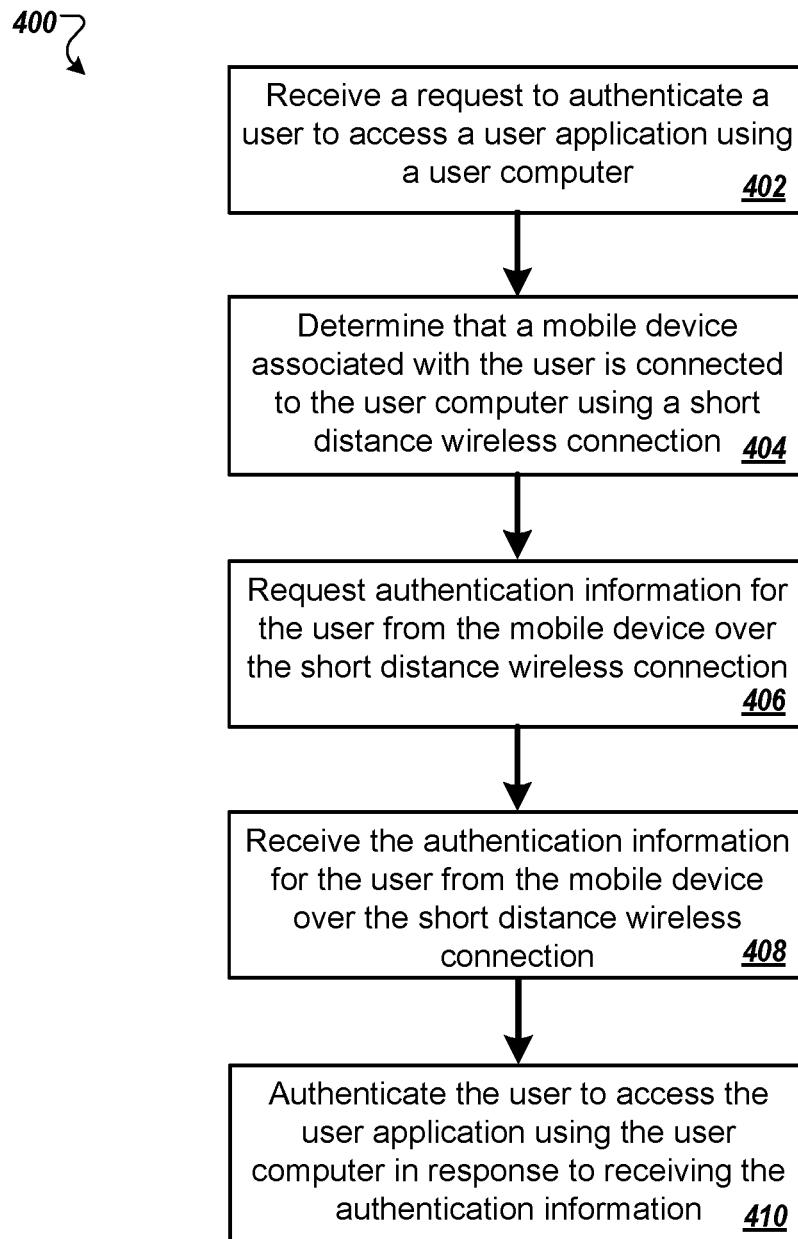 400
Receive a request to authenticate a
user to access a user application using
a user computer
402
Determine that a mobile device
associated with the user is connected
to the user computer using a short
distance wireless connection
404
Request authentication information for
the user from the mobile device over
the short distance wireless connection
406
Receive the authentication information
for the user from the mobile device
over the short distance wireless
connection
408
Authenticate the user to access the
user application using the user
computer in response to receiving the
authentication information
410